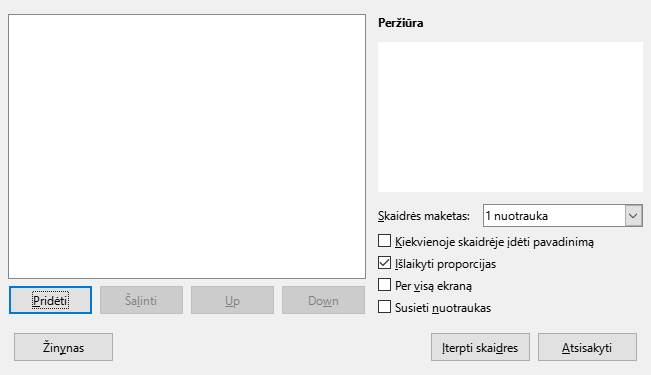 Peržiūra
Skaidrės maketas: 1 nuotrauka
Kiekvienoje skaidrėje įdėti pavadinimą
Išlaikyti proporcijas
Per visą ekraną
Susieti nuotraukas
Pridėti Šalinti Up Down
Žinynas Įterpti skaidres Atsisakyti